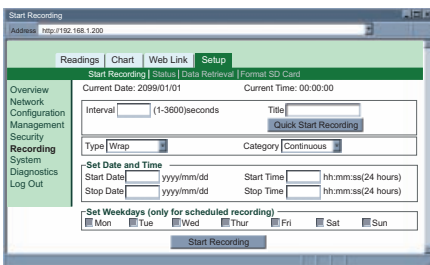 Start Recording
Address http://192.168.1.200
Readings Chart Web Link Setup
Start Recording | Status | Data Retrieval | Format SD Card
Overview
Network
Configuration
Management
Security
Recording
System
Diagnostics
Log Out
Current Date: 2099/01/01 Current Time: 00:00:00
Interval (1-3600)seconds Title
Quick Start Recording
Type Wrap Category Continuous
Set Date and Time
Start Date yyyy/mm/dd Start Time hh:mm:ss(24 hours)
Stop Date yyyy/mm/dd Stop Time hh:mm:ss(24 hours)
Set Weekdays (only for scheduled recording)
Mon Tue Wed Thur Fri Sat Sun
Start Recording